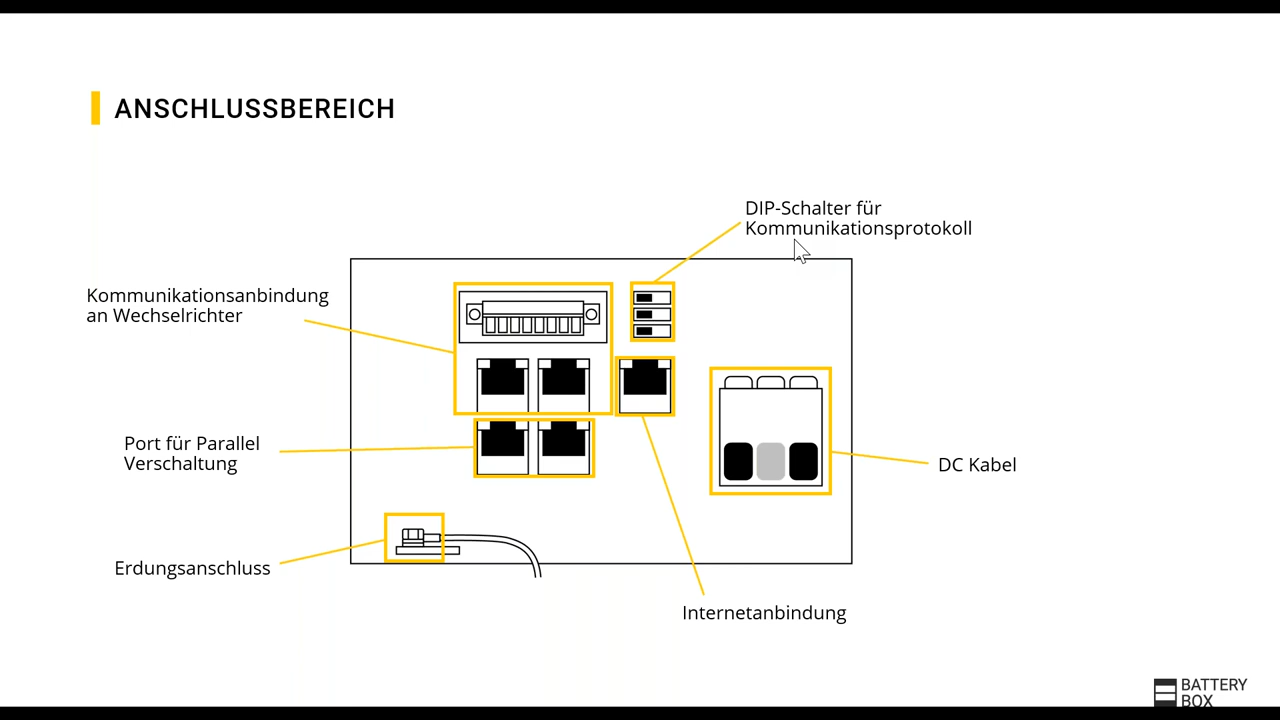 ANSCHLUSSBEREICH
DIP-Schalter für
Kommunikationsprotokoll
Kommunikationsanbindung
an Wechselrichter
Port für Parallel
Verschaltung
DC Kabel
Erdungsanschluss
Internetanbindung
BATTERY
BOX